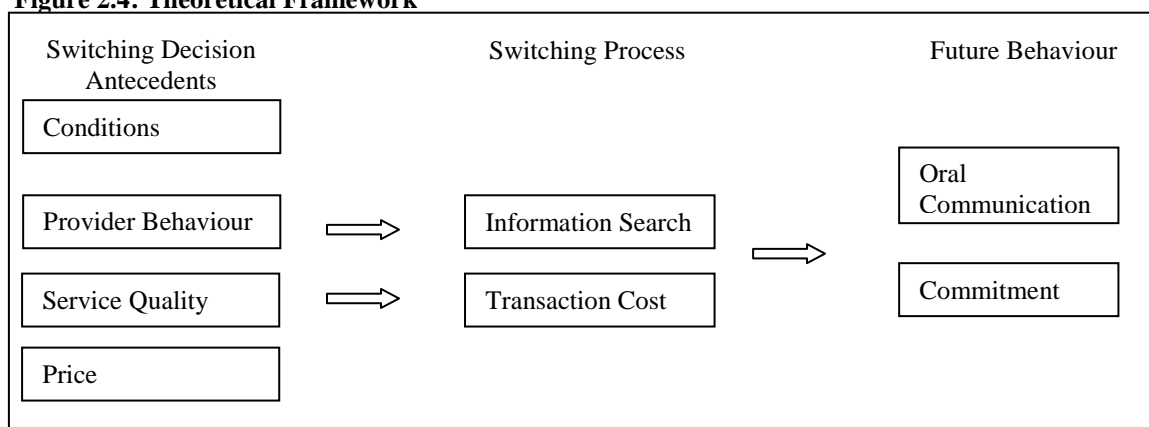 Figure 2.4: Theoretical Framework
Switching Decision
Antecedents
Switching Process
Future Behaviour
Conditions
Provider Behaviour
Service Quality
Price
Information Search
Transaction Cost
Oral
Communication
Commitment